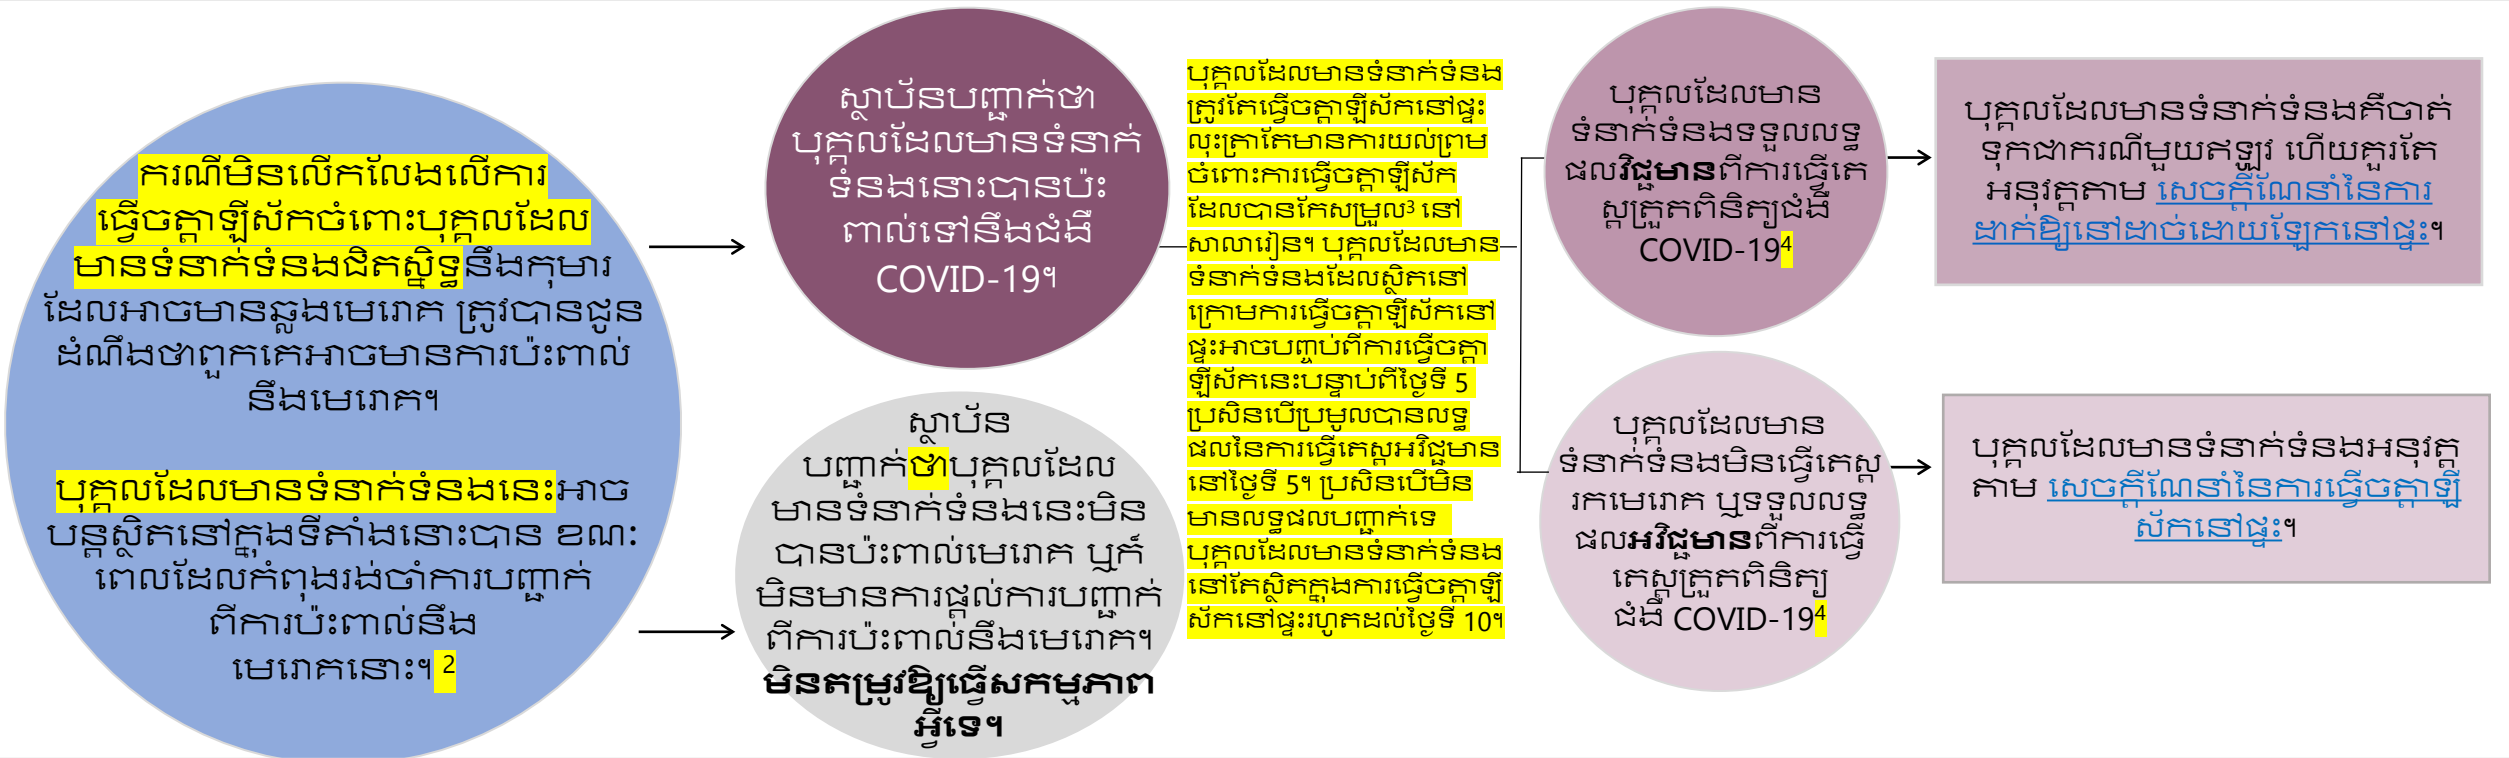 ករណីមិនលើកលែងលើការ
ធ្វើចត្តាឡីស័កចំពោះបុគ្គលដែល
មានទំនាក់ទំនងជិតស្និទ្ធនឹងកុមារ
ដែលអាចមានឆ្លងមេរោគ ត្រូវបានជូន
ដំណឹងថាពួកគេអាចមានការប៉ះពាល់
នឹងមេរោគ។
បុគ្គលដែលមានទំនាក់ទំនងនេះអាច
បន្តស្ថិតនៅក្នុងទីតាំងនោះបាន ខណៈ
ពេលដែលកំពុងរង់ចាំការបញ្ជាក់
ពីការប៉ះពាល់នឹង
មេរោគនោះ។ 2
ស្ថាប័នបញ្ជាក់ថា
បុគ្គលដែលមានទំនាក់
ទំនងនោះបានប៉ះ
ពាល់ទៅនឹងជំងឺ
COVID-19។
ស្ថាប័ន
បញ្ជាក់ថាបុគ្គលដែល
មានទំនាក់ទំនងនេះមិន
បានប៉ះពាល់មេរោគ ឬក៏
មិនមានការផ្តល់ការបញ្ជាក់
ពីការប៉ះពាល់នឹងមេរោគ។
មិនតម្រូវឱ្យធ្វើសកម្មភាព
អ្វីទេ។
បុគ្គលដែលមានទំនាក់ទំនង
ត្រូវតែធ្វើចត្តាឡីស័កនៅផ្ទះ
លុះត្រាតែមានការយល់ព្រម
ចំពោះការធ្វើចត្តាឡីស័ក
ដែលបានកែសម្រួល3 នៅ
សាលារៀន។ បុគ្គលដែលមាន
ទំនាក់ទំនងដែលស្ថិតនៅ
ក្រោមការធ្វើចត្តាឡីស័កនៅ
ផ្ទះអាចបញ្ចប់ពីការធ្វើចត្តា
ឡីស័កនេះបន្ទាប់ពីថ្ងៃទី 5
ប្រសិនបើប្រមូលបានលទ្ធ
ផលនៃការធ្វើតេស្តអវិជ្ជមាន
នៅថ្ងៃទី 5។ ប្រសិនបើមិន
មានលទ្ធផលបញ្ជាក់ទេ
បុគ្គលដែលមានទំនាក់ទំនង
នៅតែស្ថិតក្នុងការធ្វើចត្តាឡី
ស័កនៅផ្ទះរហូតដល់ថ្ងៃទី 10។
បុគ្គលដែលមាន
ទំនាក់ទំនងទទួលលទ្ធ
ផលវិជ្ជមានពីការធ្វើតេ
ស្តត្រួតពិនិត្យជំងឺ
COVID-194
បុគ្គលដែលមាន
ទំនាក់ទំនងមិនធ្វើតេស្ត
រកមេរោគ ឬទទួលលទ្ធ
ផលអវិជ្ជមានពីការធ្វើ
តេស្តត្រួតពិនិត្យ
ជំងឺ COVID-194
បុគ្គលដែលមានទំនាក់ទំនងគឺចាត់
ទុកជាករណីមួយឥឡូវ ហើយគួរតែ
អនុវត្តតាម សេចក្តីណែនាំនៃការ
ដាក់ឱ្យនៅដាច់ដោយឡែកនៅផ្ទះ។
បុគ្គលដែលមានទំនាក់ទំនងអនុវត្ត
តាម សេចក្តីណែនាំនៃការធ្វើចត្តាឡី
ស័កនៅផ្ទះ។